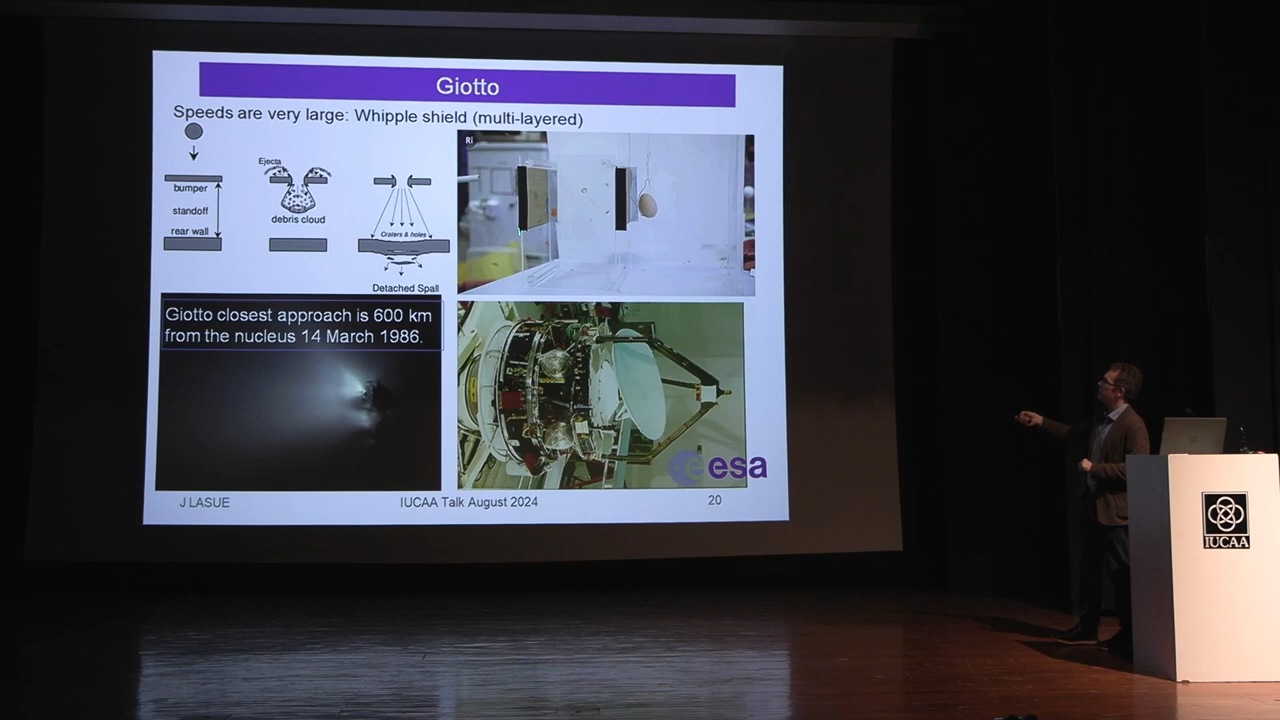 Giotto
Speeds are very large: Whipple shield (multi-layered)
bumper
standoff
rear wall
Ejecta
debris cloud
Craters & holes
Detached Spall
Ri
Giotto closest approach is 600 km
from the nucleus 14 March 1986.
esa
J LASUE
IUCAA Talk August 2024
20
IUCAA